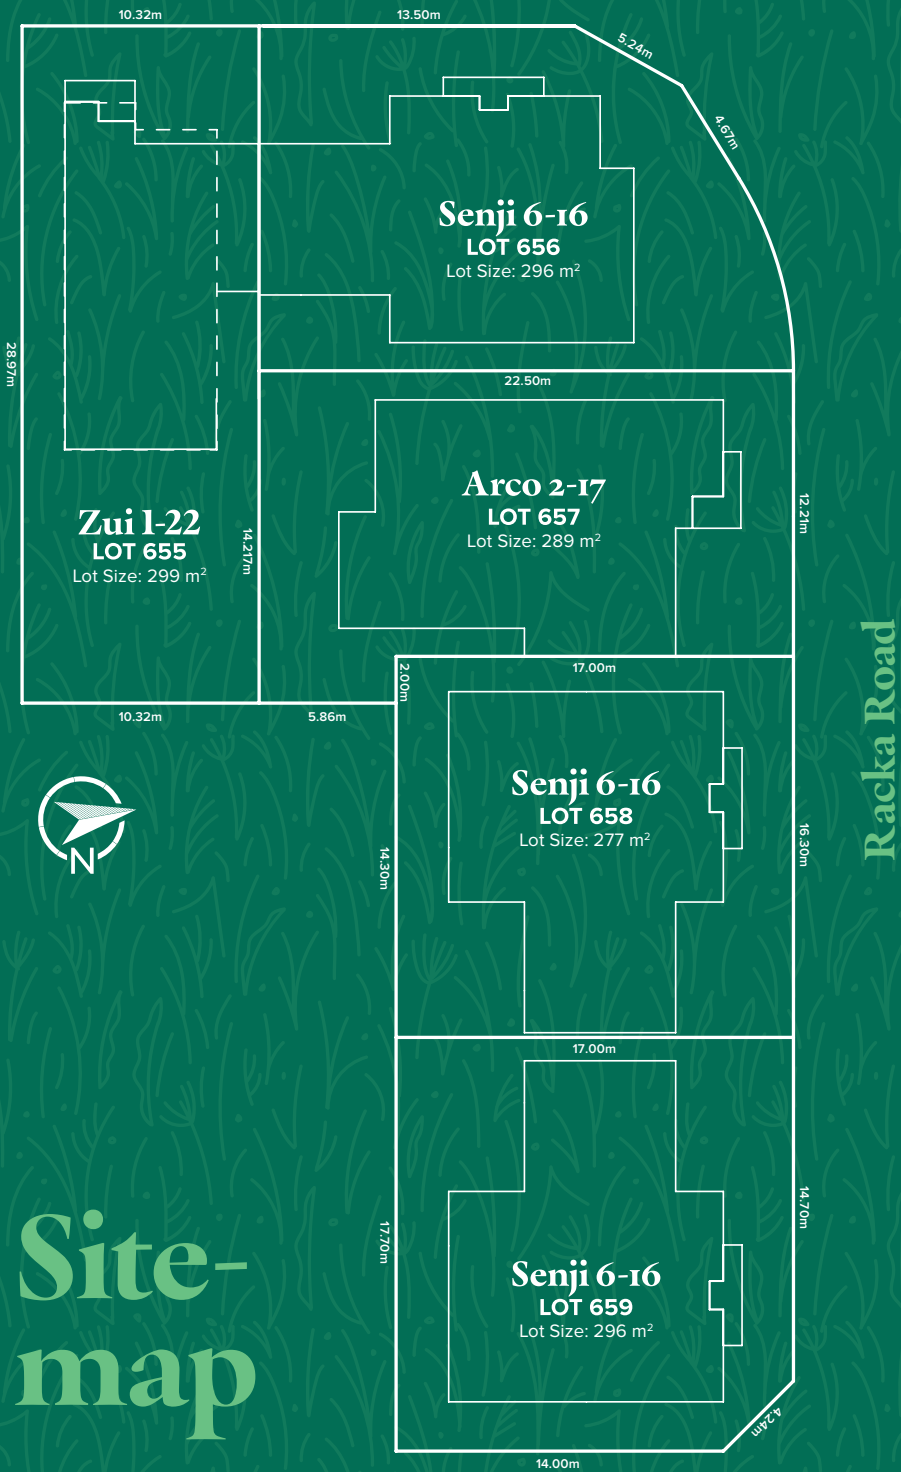 10.32m
13.50m
5.24m
4.67m
Senji 6-16
LOT 656
Lot Size: 296 m²
28.97m
22.50m
Arco 2-17
LOT 657
Lot Size: 289 m²
12.21m
Zui 1-22
LOT 655
Lot Size: 299 m²
14.217m
17.00m
2.00m
10.32m
5.86m
Racka Road
Senji 6-16
LOT 658
Lot Size: 277 m²
14.30m
16.30m
N
17.00m
14.70m
17.70m
Site-
map
Senji 6-16
LOT 659
Lot Size: 296 m²
4.24m
14.00m